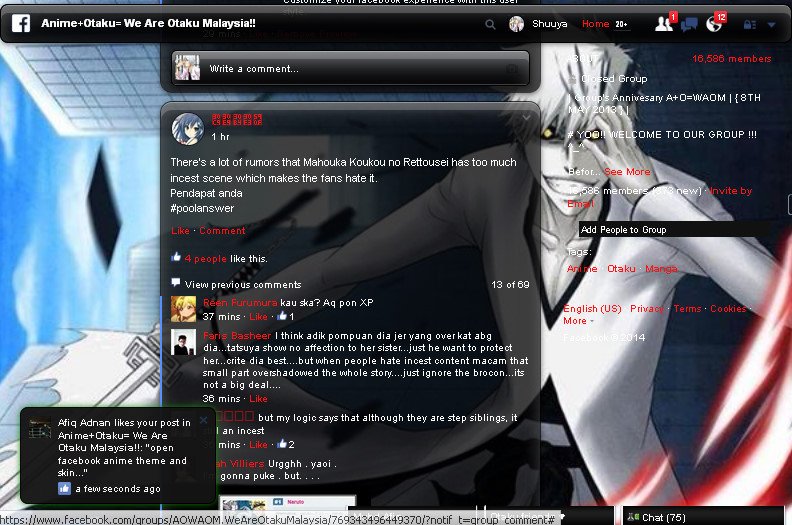 Customize your facebook experience with this user
Anime+Otaku= We Are Otaku Malaysia!!
Shuuya
Home 20+
1
12
29 mins · Like
Write a comment...
16,586 members
Closed Group
1 hr
There's a lot of rumors that Mahouka Koukou no Rettousei has too much
incest scene which makes the fans hate it.
Pendapat anda
#poolanswer
Like · Comment
4 people like this.
View previous comments
13 of 69
Réen Furumura kau ska? Aq pon XP
37 mins · Like · 1
Faris Basheer I think adik pompuan dia jer yang over kat abg
dia...tatsuya show no affection to her sister...just he want to protect
her...crite dia best....but when people hate incest content macam that
small part overshadowed the whole story....just ignore the brocon...its
not a big deal....
36 mins · Like
but my logic says that although they are step siblings, it
an incest
mins · Like · 2
Villiers Urgghh . yaoi .
gonna puke . but. . . .
Naruto
Group's Annivesary A+O=WAOM | { 8TH
MAY 2013 } |
# YOO!! WELCOME TO OUR GROUP !!!
^_^
Befor... See More
16,586 members new) · Invite by
Email
Add People to Group
Tags:
Anime · Otaku · Manga
English (US) · Privacy · Terms · Cookies ·
More
Facebook © 2014
Afiq Adnan likes your post in
Anime+Otaku= We Are
Otaku Malaysia!!: "open
facebook anime theme and
skin..."
a few seconds ago
Otaku friend
Chat (75)
https://www.facebook.com/groups/AOWAOM.WeAreOtakuMalaysia/769343496449370/?notif_t=group_comment#